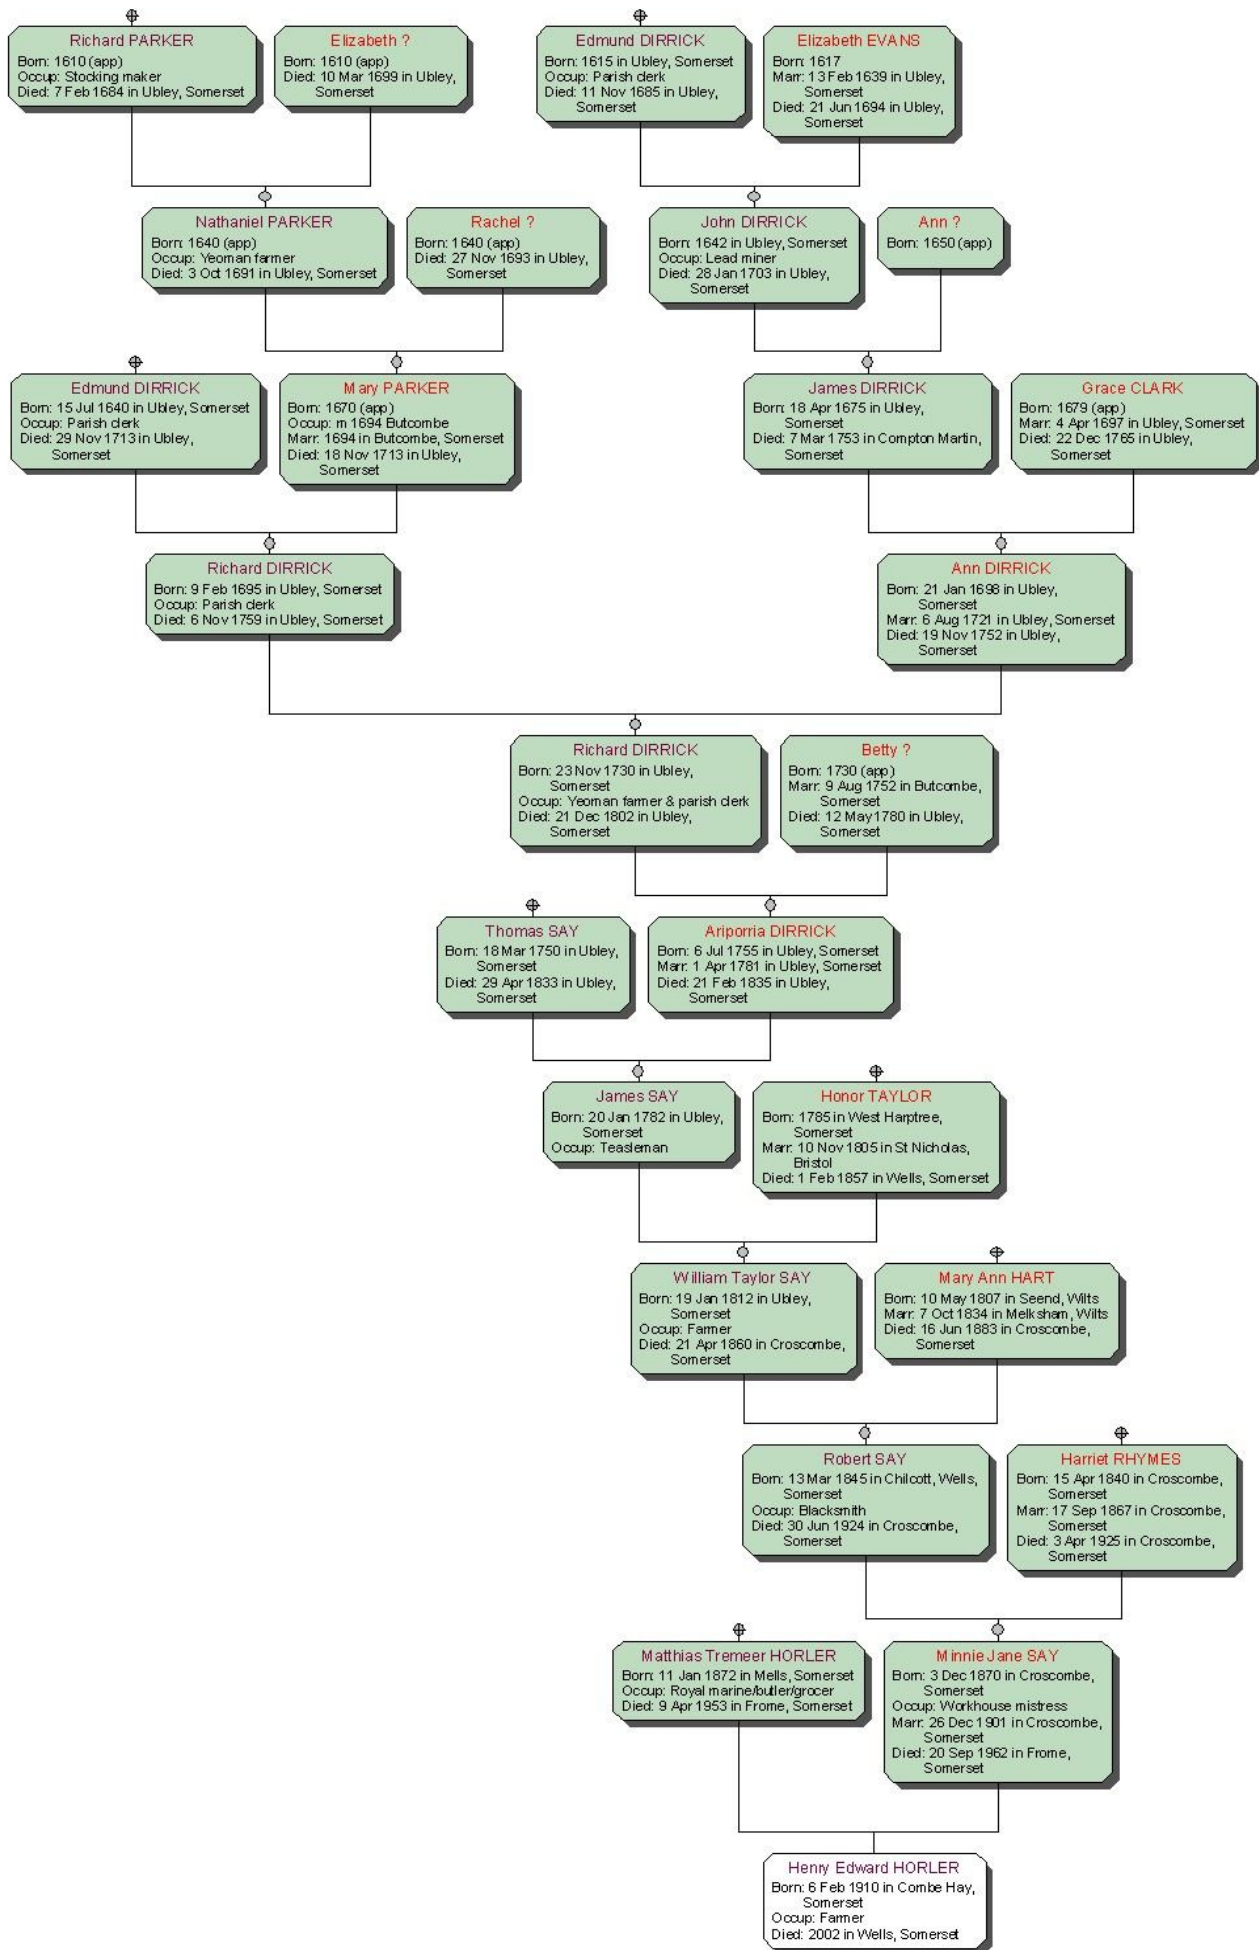 Richard PARKER
Born: 1610 (app)
Occup: Stocking maker
Died: 7 Feb 1684 in Ubley, Somerset
Elizabeth ?
Born: 1610 (app)
Died: 10 Mar 1699 in Ubley,
Somerset
Edmund DIRRICK
Born: 1615 in Ubley, Somerset
Occup: Parish clerk
Died: 11 Nov 1685 in Ubley,
Somerset
Elizabeth EVANS
Born: 1617
Marr: 13 Feb 1639 in Ubley,
Somerset
Died: 21 Jun 1694 in Ubley,
Somerset
Nathaniel PARKER
Born: 1640 (app)
Occup: Yeoman farmer
Died: 3 Oct 1691 in Ubley, Somerset
Rachel ?
Born: 1640 (app)
Died: 27 Nov 1693 in Ubley,
Somerset
John DIRRICK
Born: 1642 in Ubley, Somerset
Occup: Lead miner
Died: 28 Jan 1703 in Ubley,
Somerset
Ann ?
Born: 1650 (app)
Edmund DIRRICK
Born: 15 Jul 1640 in Ubley, Somerset
Occup: Parish clerk
Died: 29 Nov 1713 in Ubley,
Somerset
Mary PARKER
Born: 1670 (app)
Occup: m 1694 Butcombe
Marr: 1694 in Butcombe, Somerset
Died: 18 Nov 1713 in Ubley,
Somerset
James DIRRICK
Born: 18 Apr 1675 in Ubley,
Somerset
Died: 7 Mar 1753 in Compton Martin,
Somerset
Grace CLARK
Born: 1679 (app)
Marr: 4 Apr 1697 in Ubley, Somerset
Died: 22 Dec 1765 in Ubley,
Somerset
Richard DIRRICK
Born: 9 Feb 1695 in Ubley, Somerset
Occup: Parish clerk
Died: 6 Nov 1759 in Ubley, Somerset
Ann DIRRICK
Born: 21 Jan 1698 in Ubley,
Somerset
Marr: 6 Aug 1721 in Ubley, Somerset
Died: 19 Nov 1752 in Ubley,
Somerset
Richard DIRRICK
Born: 23 Nov 1730 in Ubley,
Somerset
Occup: Yeoman farmer & parish clerk
Died: 21 Dec 1802 in Ubley,
Somerset
Betty ?
Born: 1730 (app)
Marr: 9 Aug 1752 in Butcombe,
Somerset
Died: 12 May 1780 in Ubley,
Somerset
Thomas SAY
Born: 18 Mar 1750 in Ubley,
Somerset
Died: 29 Apr 1833 in Ubley,
Somerset
Ariporria DIRRICK
Born: 6 Jul 1755 in Ubley, Somerset
Marr: 1 Apr 1781 in Ubley, Somerset
Died: 21 Feb 1835 in Ubley,
Somerset
James SAY
Born: 20 Jan 1782 in Ubley,
Somerset
Occup: Teasleman
Honor TAYLOR
Born: 1785 in West Harptree,
Somerset
Marr: 10 Nov 1805 in St Nicholas,
Bristol
Died: 1 Feb 1857 in Wells, Somerset
William Taylor SAY
Born: 19 Jan 1812 in Ubley,
Somerset
Occup: Farmer
Died: 21 Apr 1860 in Croscombe,
Somerset
Mary Ann HART
Born: 10 May 1807 in Seend, Wilts
Marr: 7 Oct 1834 in Melksham, Wilts
Died: 16 Jun 1883 in Croscombe,
Somerset
Robert SAY
Born: 13 Mar 1845 in Chilcott, Wells,
Somerset
Occup: Blacksmith
Died: 30 Jun 1924 in Croscombe,
Somerset
Harriet RHYMES
Born: 15 Apr 1840 in Croscombe,
Somerset
Marr: 17 Sep 1867 in Croscombe,
Somerset
Died: 3 Apr 1925 in Croscombe,
Somerset
Matthias Tremeer HORLER
Born: 11 Jan 1872 in Mells, Somerset
Occup: Royal marine/butler/grocer
Died: 9 Apr 1953 in Frome, Somerset
Minnie Jane SAY
Born: 3 Dec 1870 in Croscombe,
Somerset
Occup: Workhouse mistress
Marr: 26 Dec 1901 in Croscombe,
Somerset
Died: 20 Sep 1962 in Frome,
Somerset
Henry Edward HORLER
Born: 6 Feb 1910 in Combe Hay,
Somerset
Occup: Farmer
Died: 2002 in Wells, Somerset